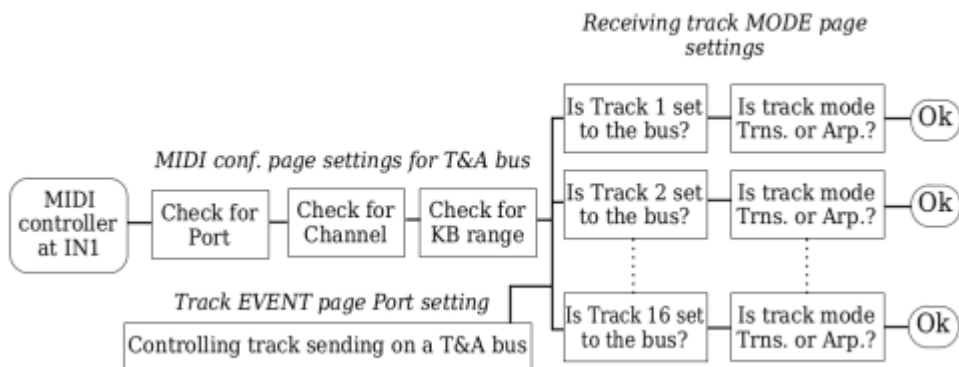 Receiving track MODE page
settings
Is Track 1 set
to the bus?
Is track mode
Trns. or Arp.?
Ok
MIDI conf. page settings for T&A bus
MIDI
controller
at IN1
Check for
Port
Check for
Channel
Check for
KB range
Is Track 2 set
to the bus?
Is track mode
Trns. or Arp.?
Ok
Track EVENT page Port setting
Controlling track sending on a T&A bus
Is Track 16 set
to the bus?
Is track mode
Trns. or Arp.?
Ok